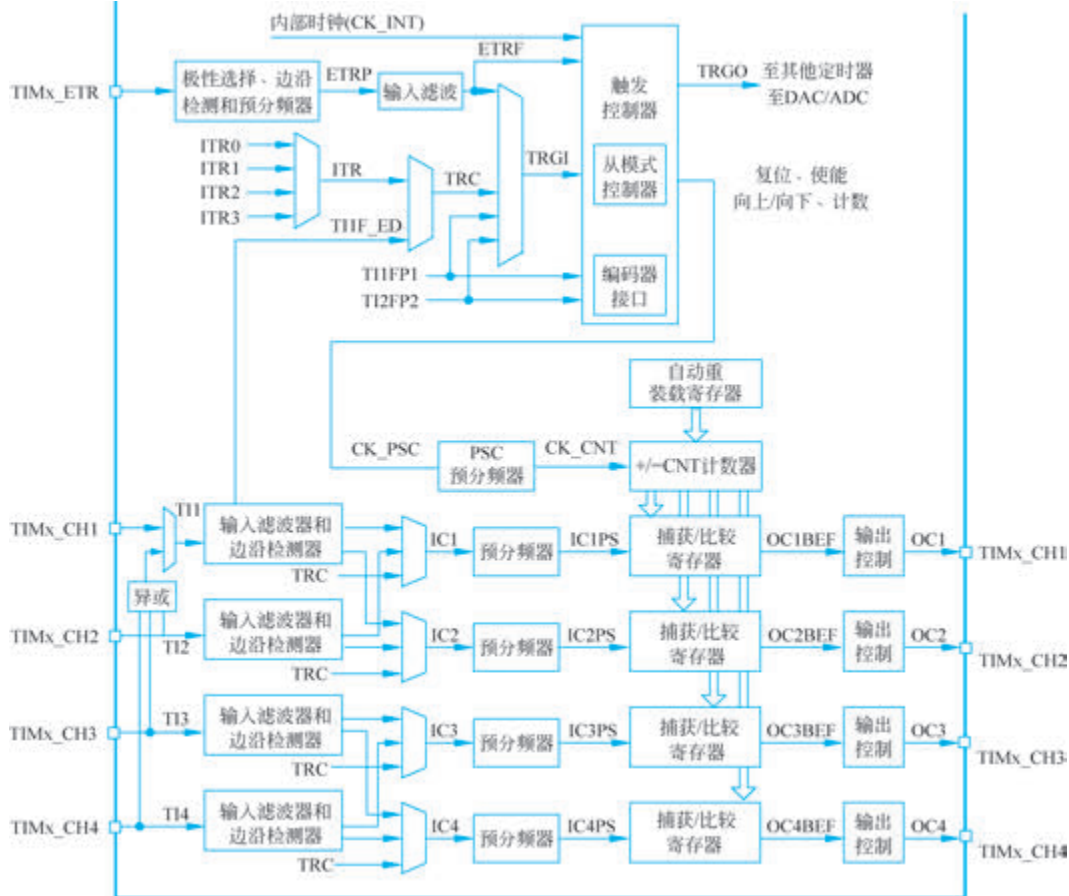 内部时钟(CK_INT)
ETRF
TIMx_ETR
极性选择、边沿
检测和预分频器
ETRP
输入滤波
触发
控制器
TRGO
至其他定时器
至DAC/ADC
ITR0
ITR1
ITR2
ITR3
ITR
TRC
TRGI
从模式
控制器
复位、使能
向上/向下、计数
TI1F_ED
TI1FP1
TI2FP2
编码器
接口
自动重
装载寄存器
CK_PSC
PSC
预分频器
CK_CNT
+/-CNT计数器
TIMx_CH1
TI1
输入滤波器和
边沿检测器
TRC
IC1
预分频器
IC1PS
捕获/比较
寄存器
OC1BEF
输出
控制
OC1
TIMx_CH1
异或
TIMx_CH2
TI2
输入滤波器和
边沿检测器
TRC
IC2
预分频器
IC2PS
捕获/比较
寄存器
OC2BEF
输出
控制
OC2
TIMx_CH2
TIMx_CH3
TI3
输入滤波器和
边沿检测器
TRC
IC3
预分频器
IC3PS
捕获/比较
寄存器
OC3BEF
输出
控制
OC3
TIMx_CH3
TIMx_CH4
TI4
输入滤波器和
边沿检测器
TRC
IC4
预分频器
IC4PS
捕获/比较
寄存器
OC4BEF
输出
控制
OC4
TIMx_CH4